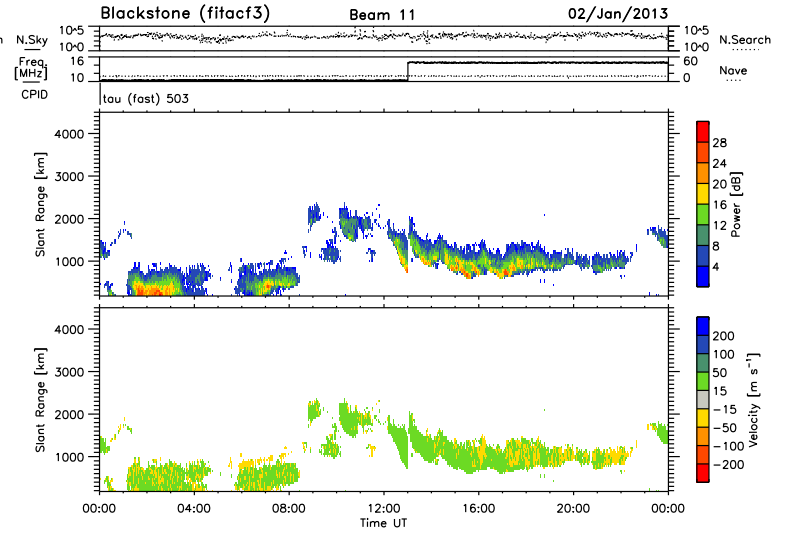 Blackstone (fitacf3)
Beam 11
02/Jan/2013
N.Sky
10^5
10^0
10^5
10^0
N.Search
Freq.
[MHz]
16
10
60
0
Nave
CPID
tau (fast) 503
Slant Range [km]
4000
3000
2000
1000
28
24
20
16
12
8
4
Power [dB]
Slant Range [km]
4000
3000
2000
1000
200
100
50
15
-15
-50
-100
-200
Velocity [m s⁻¹]
00:00 04:00 08:00 12:00 16:00 20:00 00:00
Time UT